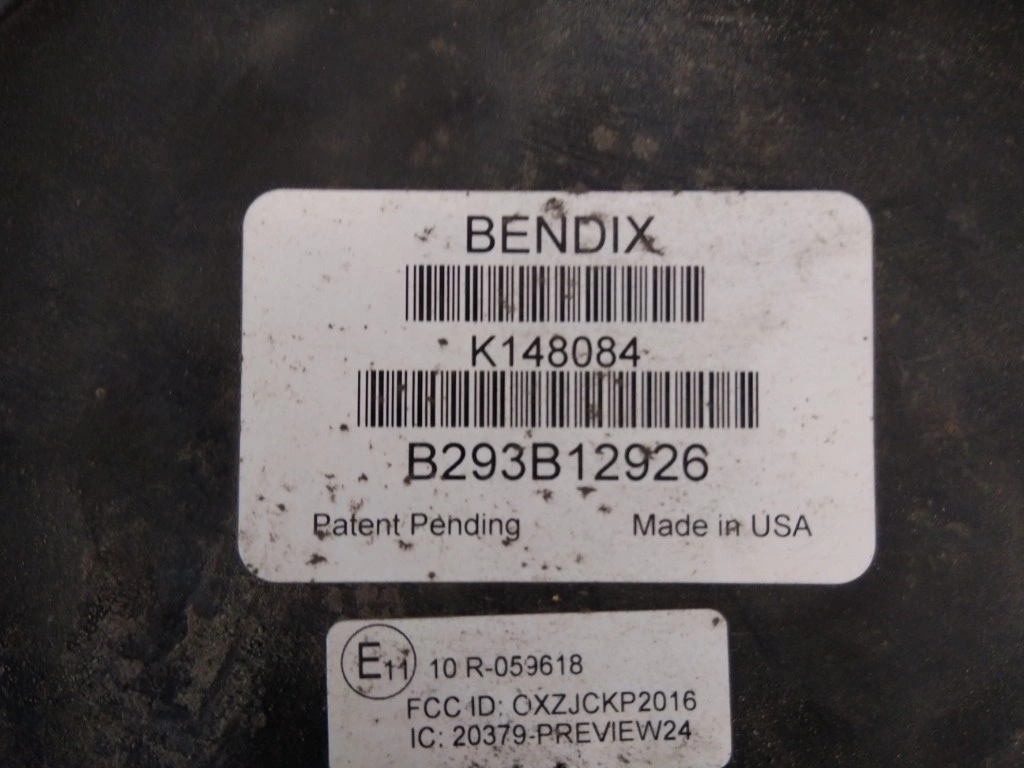 BENDIX
K148084
B293B12926
Patent Pending Made in USA
E11 10 R-059618
FCC ID: OXZJCKP2016
IC: 20379-PREVIEW24